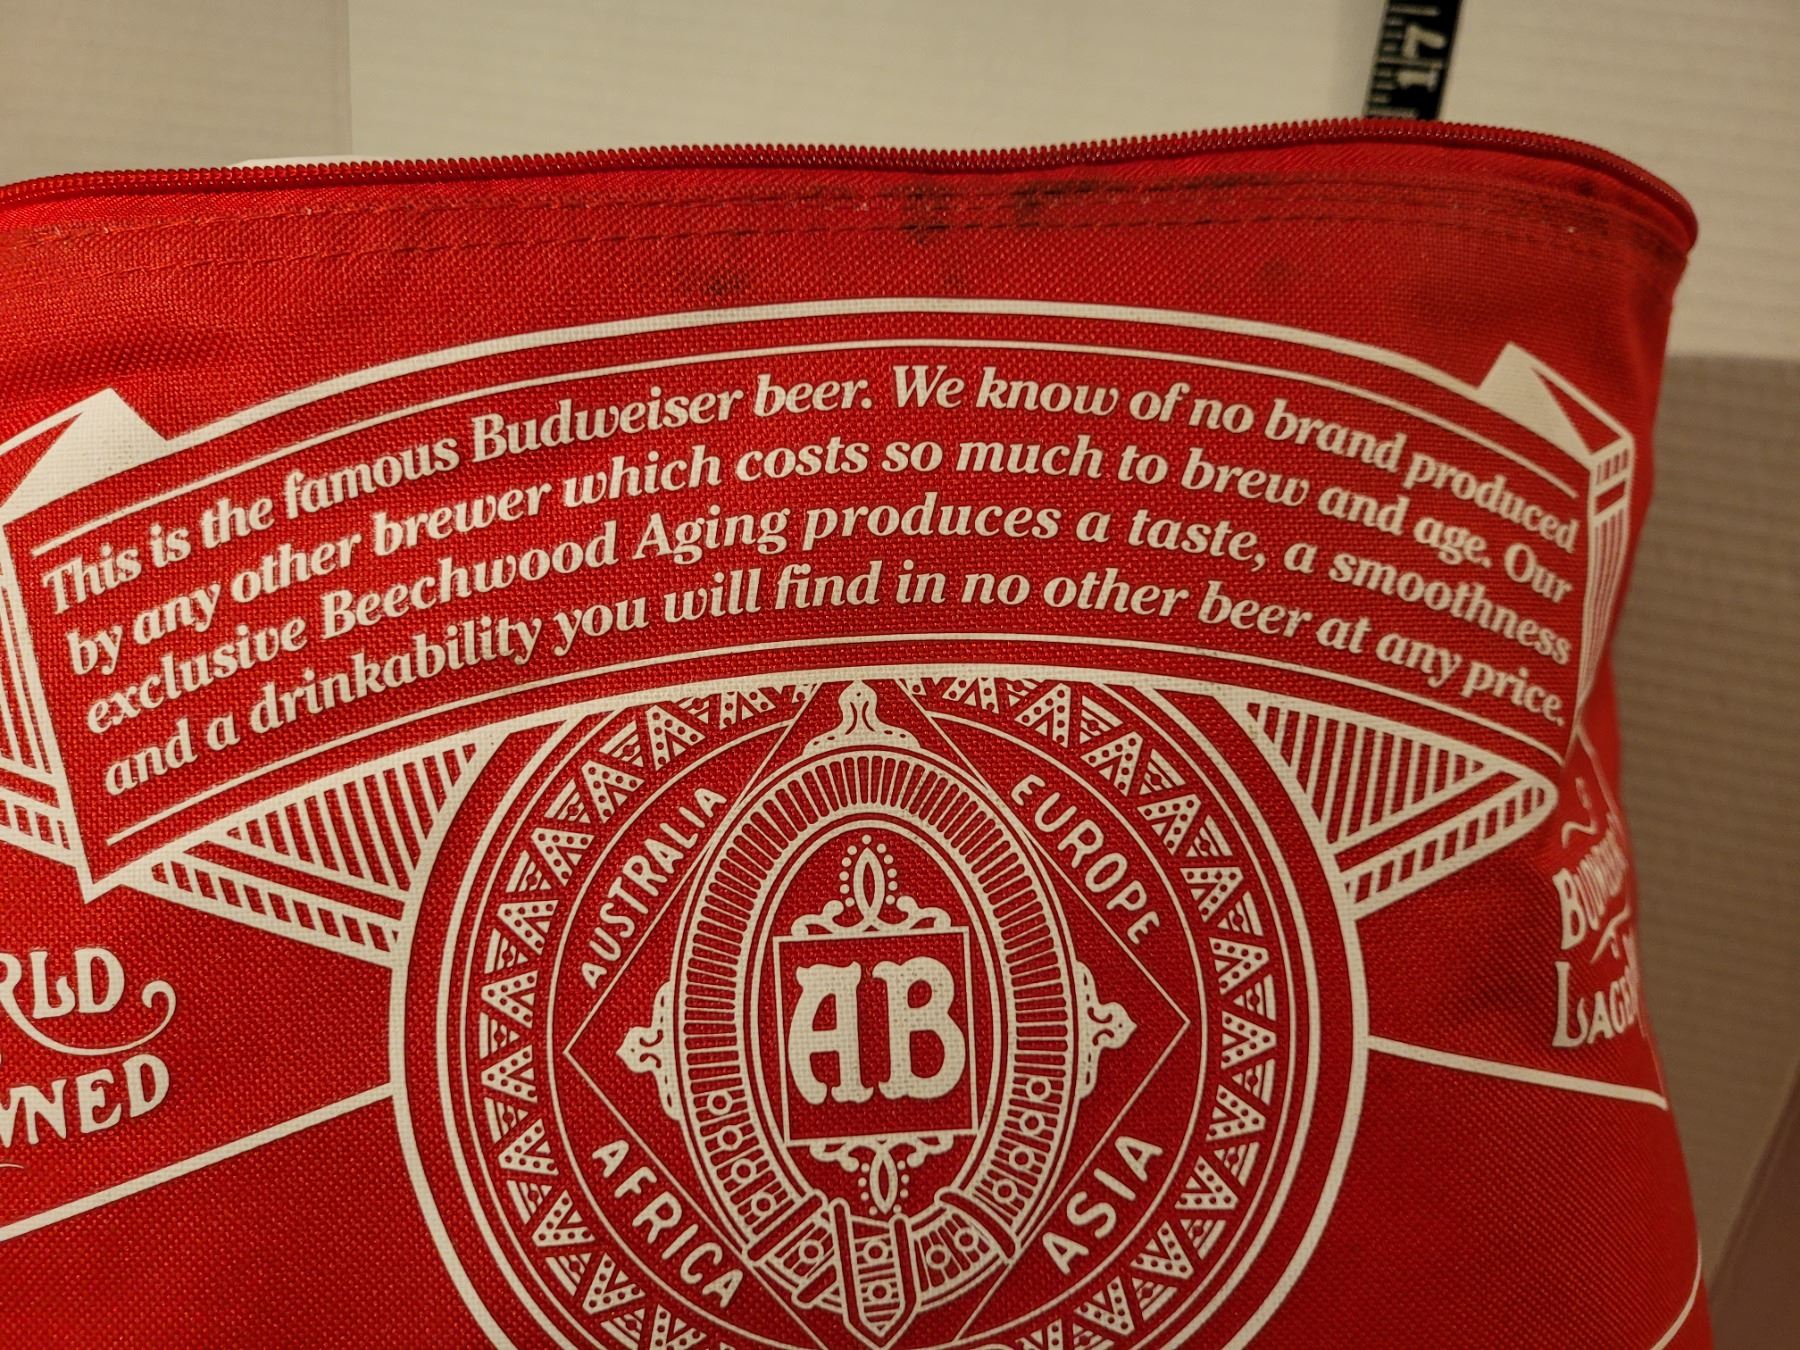 17
This is the famous Budweiser beer. We know of no brand produced
by any other brewer which costs so much to brew and age. Our
exclusive Beechwood Aging produces a taste, a smoothness
and a drinkability you will find in no other beer at any price.
AUSTRALIA
EUROPE
AB
AFRICA
ASIA